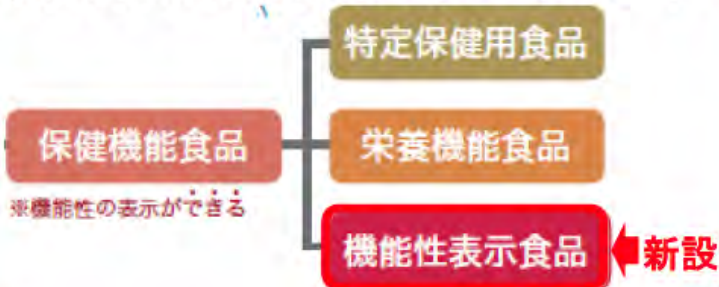 特定保健用食品
保健機能食品
栄養機能食品
※機能性の表示ができる
機能性表示食品
新設